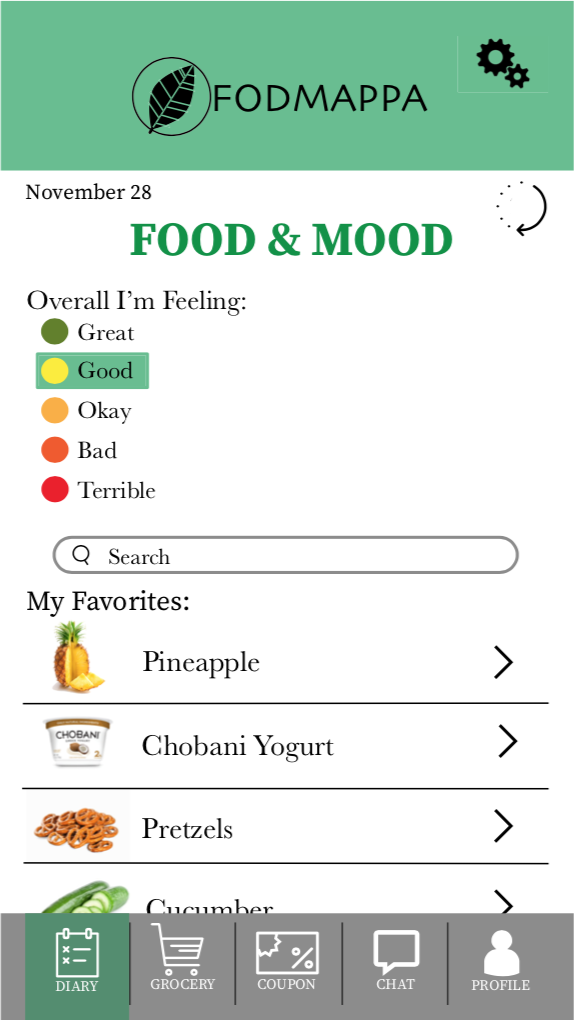 FODMAPPA
November 28
FOOD & MOOD
Overall I'm Feeling:
Great
Good
Okay
Bad
Terrible
Search
My Favorites:
Pineapple
CHOBANI
Chobani Yogurt
Pretzels
Cucumber
DIARY
GROCERY
COUPON
CHAT
PROFILE